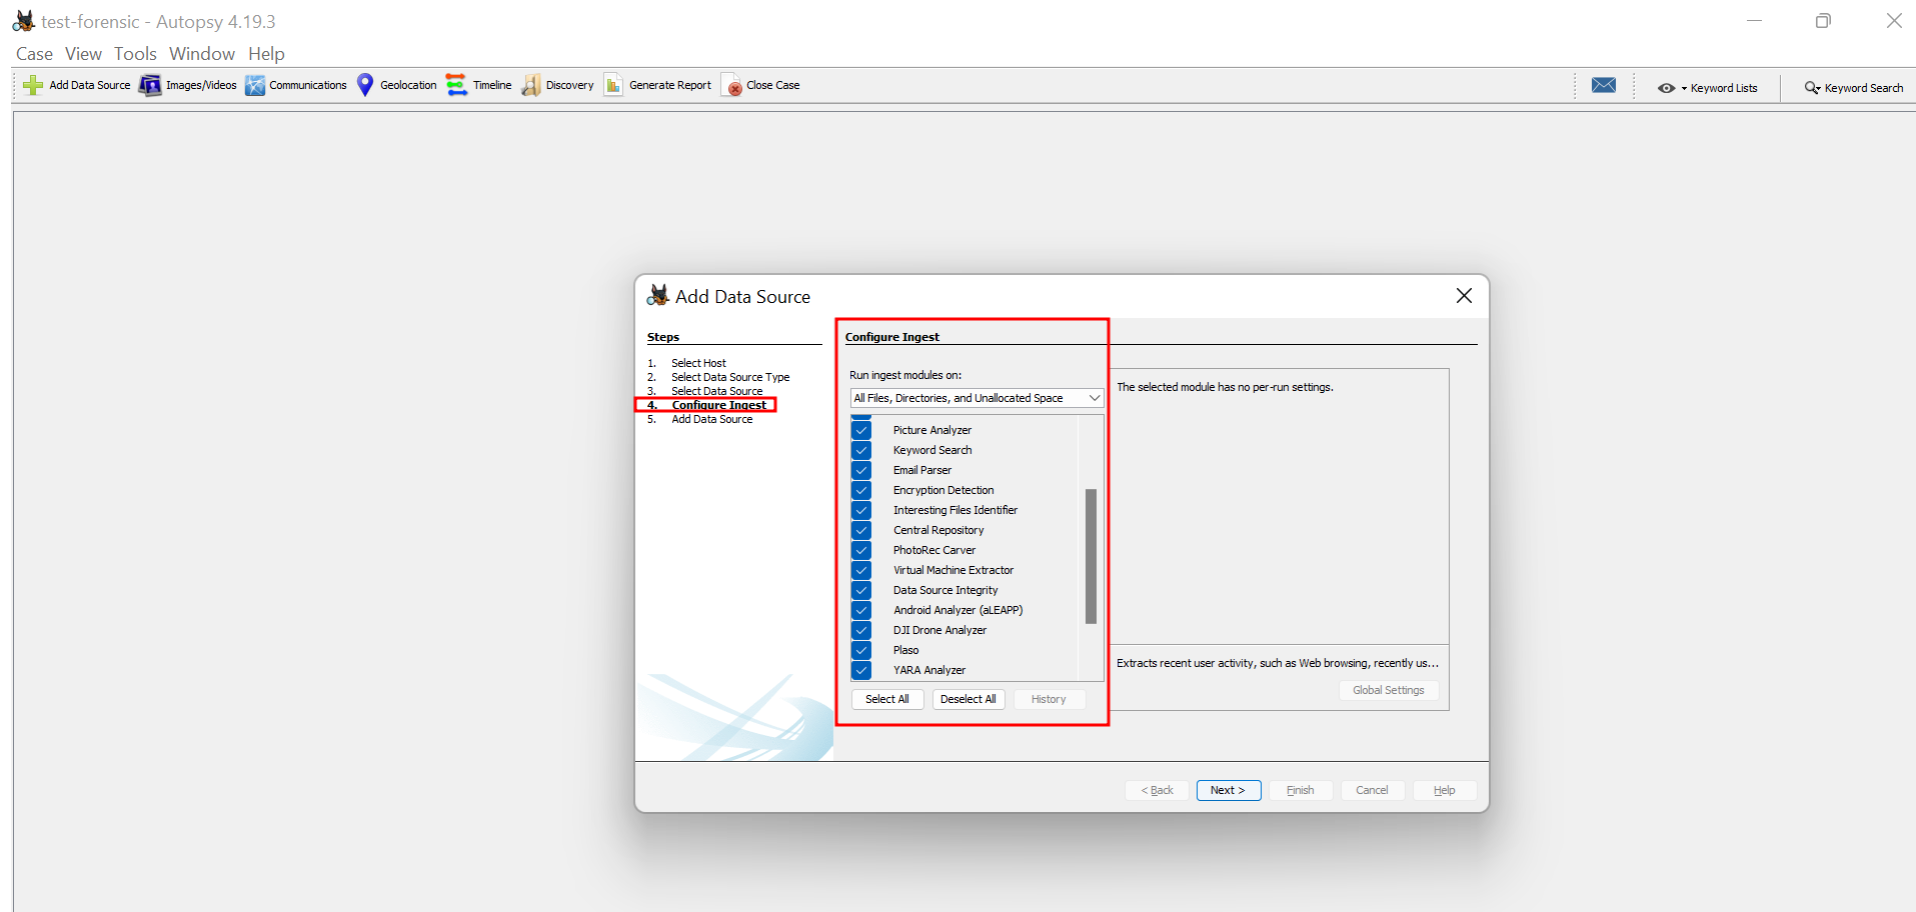 test-forensic - Autopsy 4.19.3
Case View Tools Window Help
Add Data Source Images/Videos Communications Geolocation Timeline Discovery Generate Report Close Case Keyword Lists Keyword Search
Add Data Source
Steps
1. Select Host
2. Select Data Source Type
3. Select Data Source
4. Configure Ingest
5. Add Data Source
Configure Ingest
Run ingest modules on:
All Files, Directories, and Unallocated Space
Picture Analyzer
Keyword Search
Email Parser
Encryption Detection
Interesting Files Identifier
Central Repository
PhotoRec Carver
Virtual Machine Extractor
Data Source Integrity
Android Analyzer (aLEAPP)
DJI Drone Analyzer
Plaso
YARA Analyzer
Select All Deselect All History
The selected module has no per-run settings.
Extracts recent user activity, such as Web browsing, recently us...
Global Settings
< Back Next > Finish Cancel Help